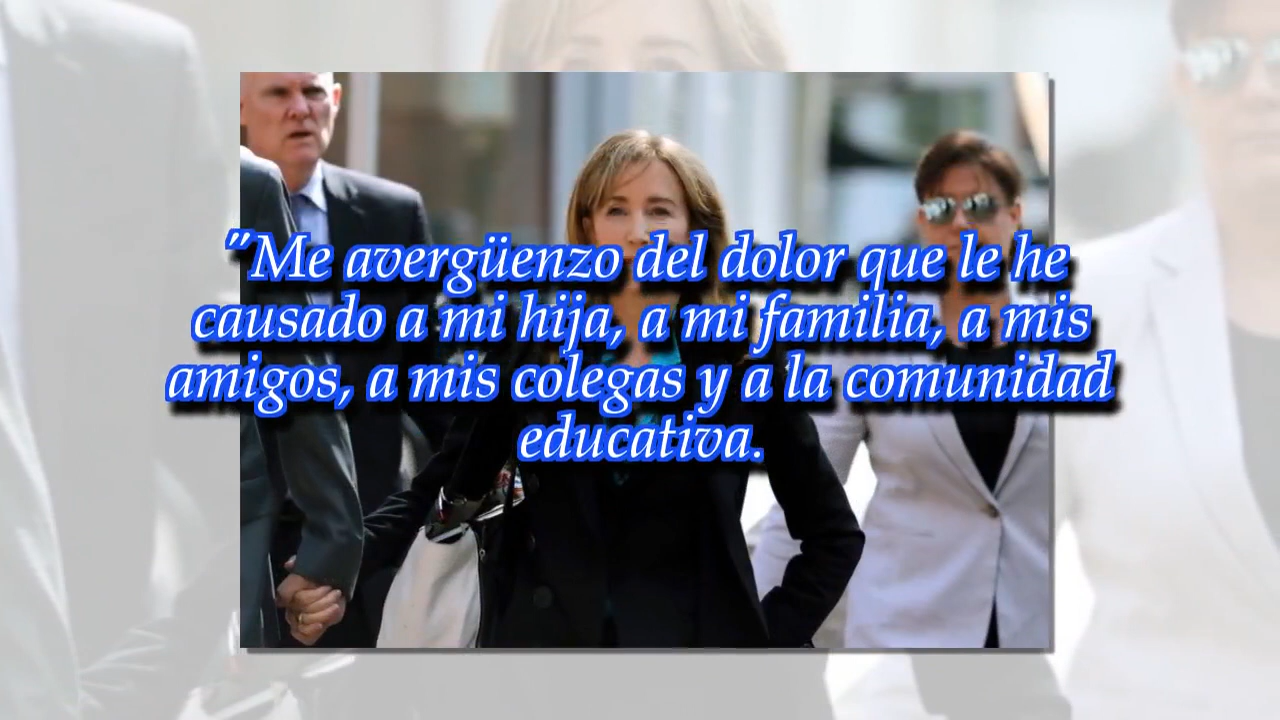 "Me avergüenzo del dolor que le he
causado a mi hija, a mi familia, a mis
amigos, a mis colegas y a la comunidad
educativa.